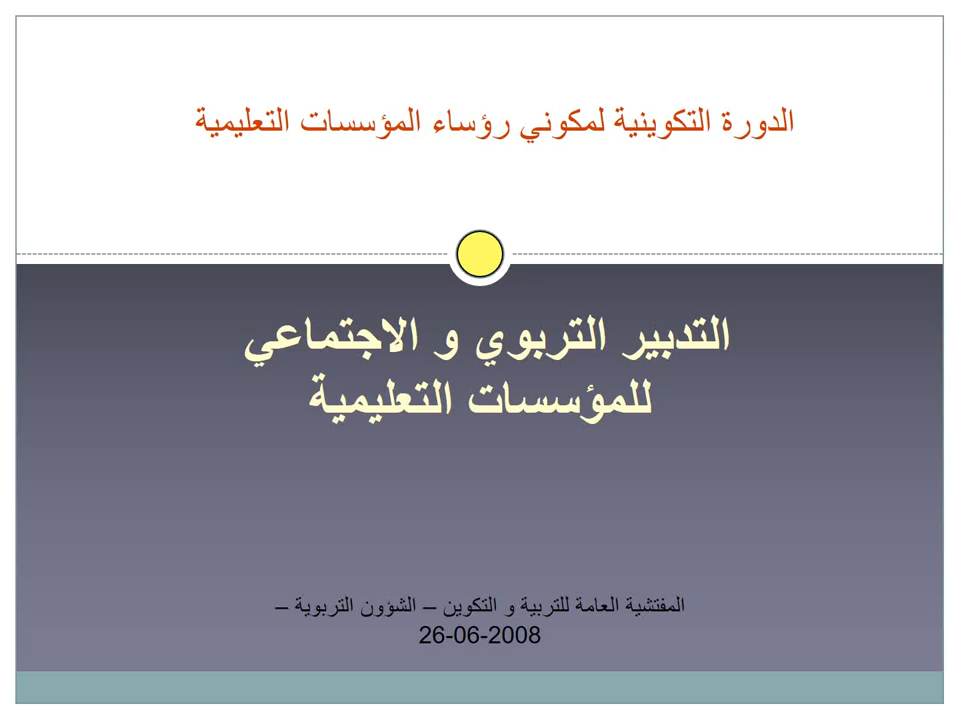 الدورة التكوينية لمكوني رؤساء المؤسسات التعليمية
التدبير التربوي و الاجتماعي
للمؤسسات التعليمية
المفتشية العامة للتربية و التكوين – الشؤون التربوية –
26-06-2008